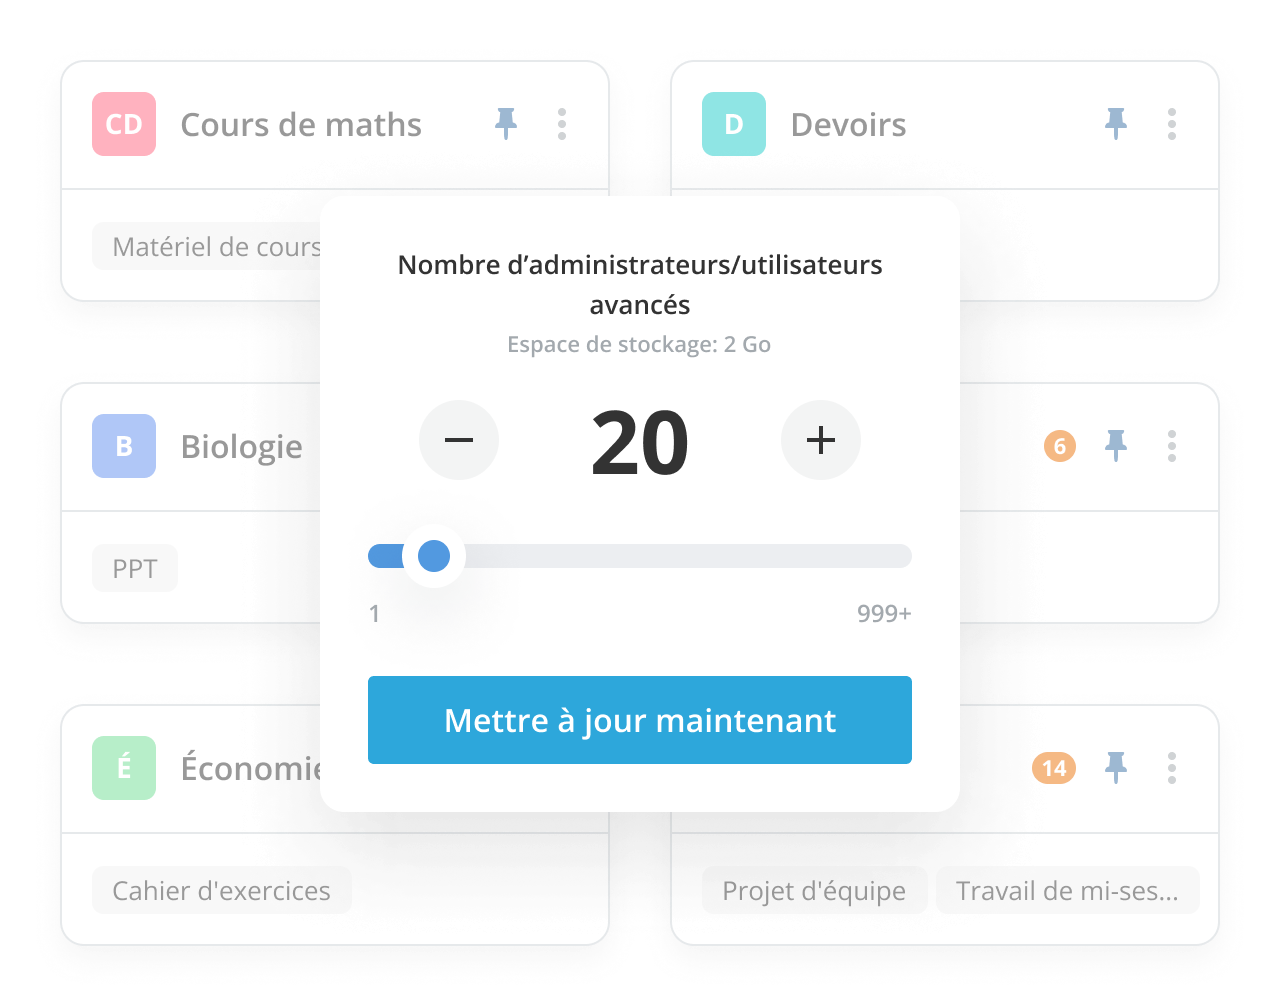 CD
Cours de maths
D
Devoirs
Matériel de cours
Nombre d’administrateurs/utilisateurs
avancés
Espace de stockage: 2 Go
20
1
999+
Mettre à jour maintenant
B
Biologie
6
PPT
É
Économie
14
Cahier d'exercices
Projet d'équipe
Travail de mi-ses...